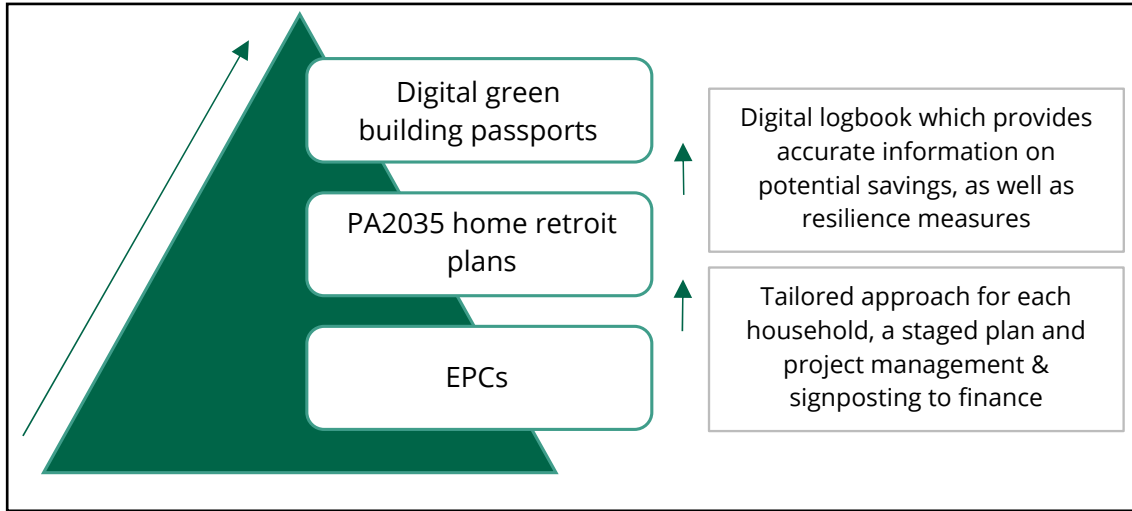 Digital green
building passports
Digital logbook which provides
accurate information on
potential savings, as well as
resilience measures
PA2035 home retroit
plans
Tailored approach for each
household, a staged plan and
project management &
signposting to finance
EPCs